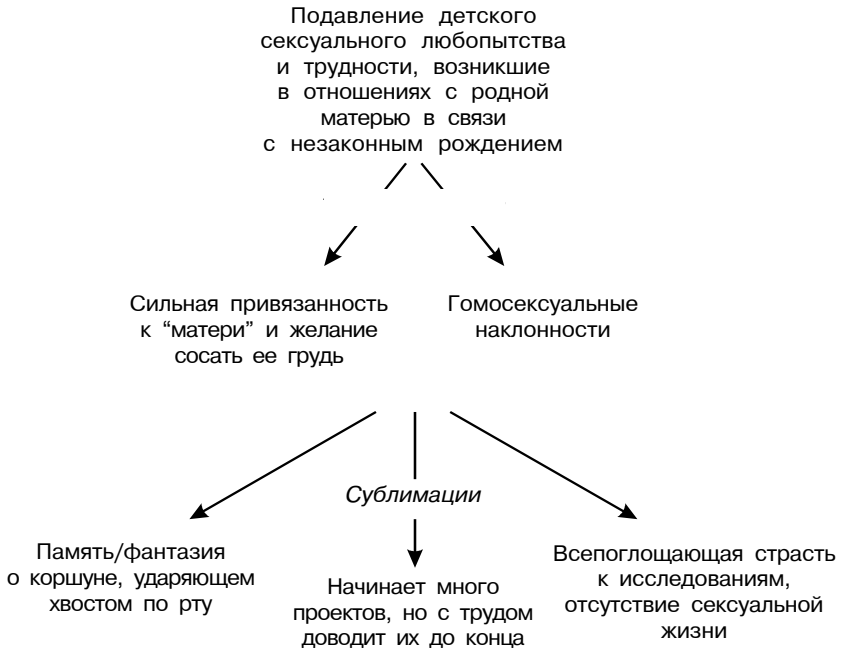 Подавление детского
сексуального любопытства
и трудности, возникшие
в отношениях с родной
матерью в связи
с незаконным рождением
Сильная привязанность
к “матери” и желание
сосать ее грудь
Гомосексуальные
наклонности
Сублимации
Память/фантазия
о коршуне, ударяющем
хвостом по рту
Начинает много
проектов, но с трудом
доводит их до конца
Всепоглощающая страсть
к исследованиям,
отсутствие сексуальной
жизни